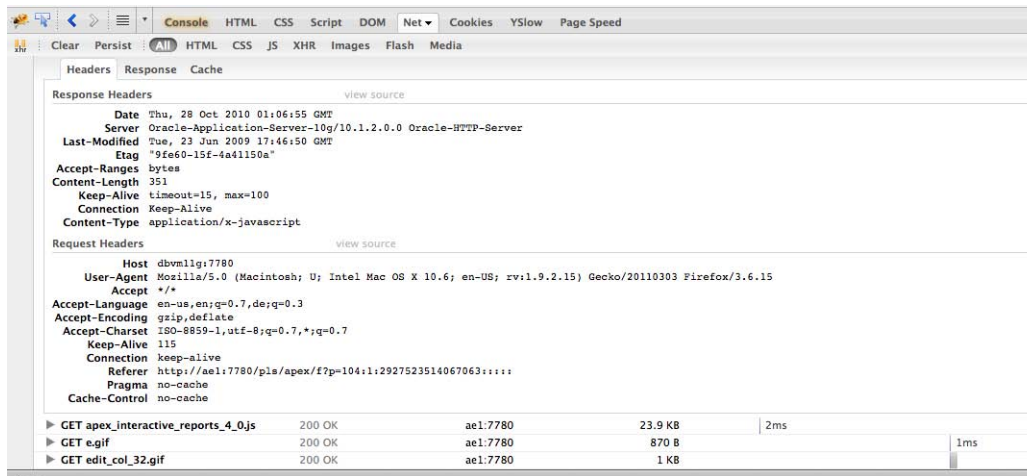 Console HTML CSS Script DOM Net Cookies YSlow Page Speed
xhr Clear Persist All HTML CSS JS XHR Images Flash Media
Headers Response Cache
Response Headers view source
Date Thu, 28 Oct 2010 01:06:55 GMT
Server Oracle-Application-Server-10g/10.1.2.0.0 Oracle-HTTP-Server
Last-Modified Tue, 23 Jun 2009 17:46:50 GMT
Etag "9fe60-15f-4a41150a"
Accept-Ranges bytes
Content-Length 351
Keep-Alive timeout=15, max=100
Connection Keep-Alive
Content-Type application/x-javascript
Request Headers view source
Host dbvm11g:7780
User-Agent Mozilla/5.0 (Macintosh; U; Intel Mac OS X 10.6; en-US; rv:1.9.2.15) Gecko/20110303 Firefox/3.6.15
Accept */*
Accept-Language en-us,en;q=0.7,de;q=0.3
Accept-Encoding gzip,deflate
Accept-Charset ISO-8859-1,utf-8;q=0.7,*;q=0.7
Keep-Alive 115
Connection keep-alive
Referer http://ae1:7780/pls/apex/f?p=104:1:2927523514067063:::::
Pragma no-cache
Cache-Control no-cache
GET apex_interactive_reports_4_0.js 200 OK ae1:7780 23.9 KB 2ms
GET e.gif 200 OK ae1:7780 870 B 1ms
GET edit_col_32.gif 200 OK ae1:7780 1 KB